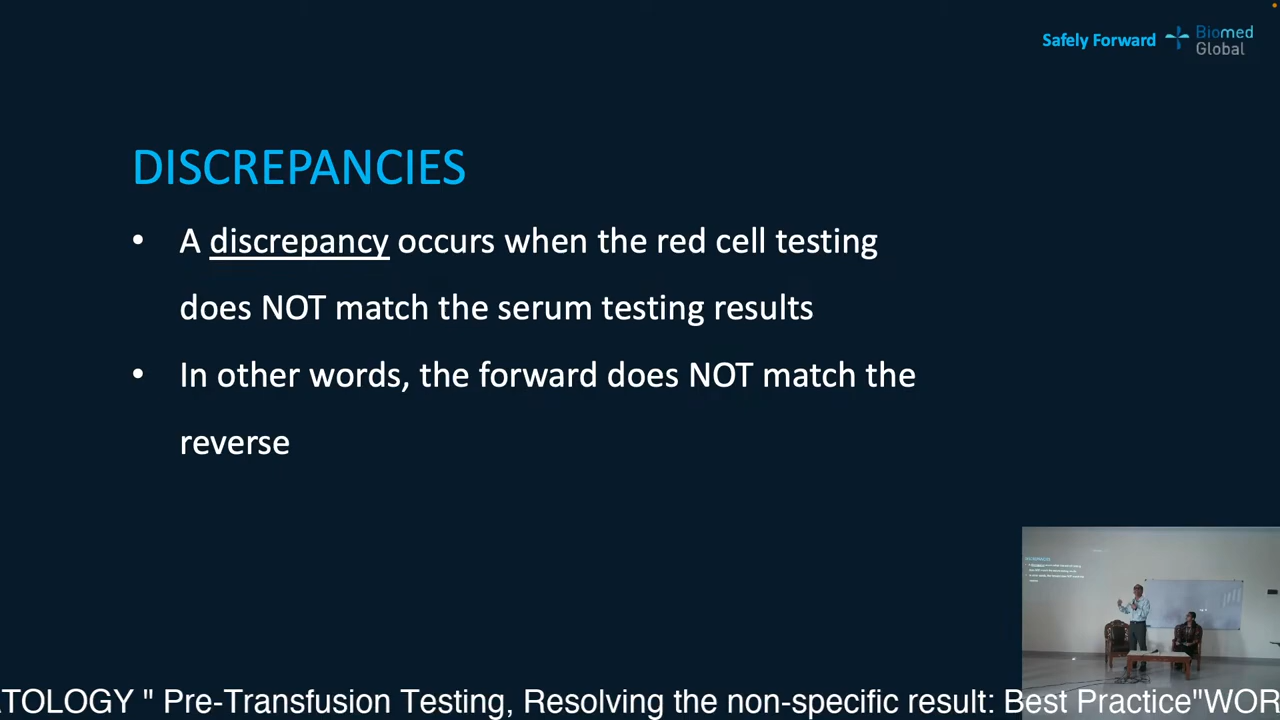 Safely Forward
Biomed
Global
DISCREPANCIES
• A discrepancy occurs when the red cell testing
does NOT match the serum testing results
• In other words, the forward does NOT match the
reverse
DISCREPANCIES
ATOLOGY " Pre-Transfusion Testing, Resolving the non-specific result: Best Practice"WOR